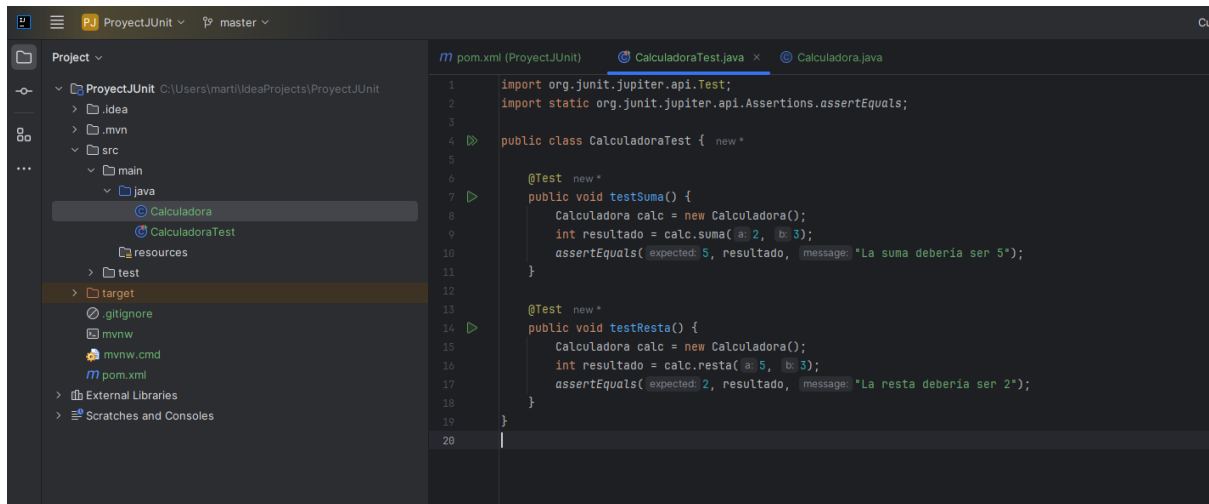 PJ ProyectJUnit master Cu
Project
ProyectJUnit C:\Users\marti\IdeaProjects\ProyectJUnit
.idea
.mvn
src
main
java
Calculadora
CalculadoraTest
resources
test
target
.gitignore
mvnw
mvnw.cmd
m pom.xml
External Libraries
Scratches and Consoles
m pom.xml (ProyectJUnit) CalculadoraTest.java × Calculadora.java
1 import org.junit.jupiter.api.Test;
2 import static org.junit.jupiter.api.Assertions.assertEquals;
3
4 public class CalculadoraTest { new *
5
6 @Test new *
7 public void testSuma() {
8 Calculadora calc = new Calculadora();
9 int resultado = calc.suma( a: 2, b: 3);
10 assertEquals( expected: 5, resultado, message: "La suma debería ser 5");
11 }
12
13 @Test new *
14 public void testResta() {
15 Calculadora calc = new Calculadora();
16 int resultado = calc.resta( a: 5, b: 3);
17 assertEquals( expected: 2, resultado, message: "La resta debería ser 2");
18 }
19 }
20